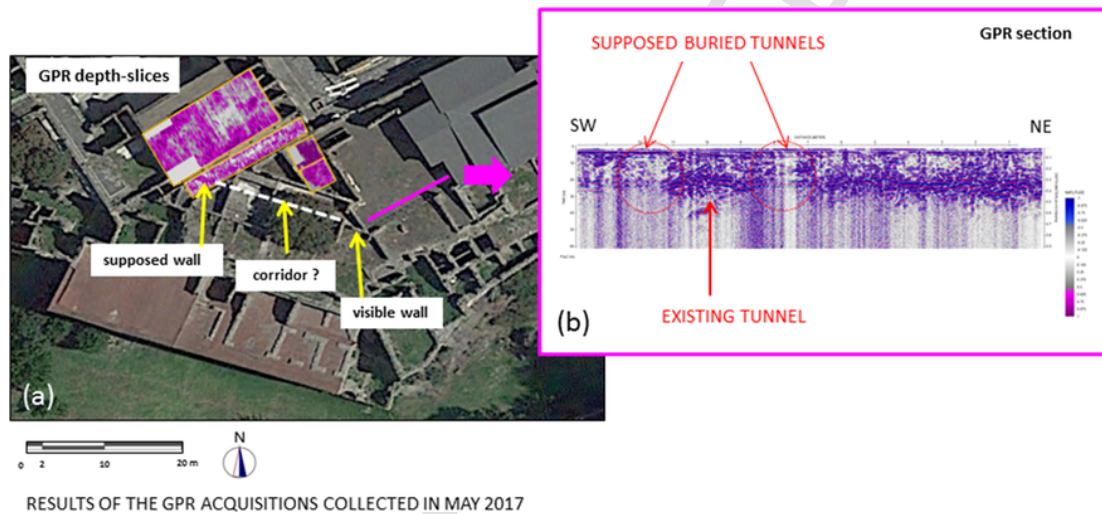 GPR depth-slices
supposed wall
corridor ?
visible wall
(a)
SUPPOSED BURIED TUNNELS
GPR section
SW
NE
EXISTING TUNNEL
(b)
N
0 2 10 20 m
RESULTS OF THE GPR ACQUISITIONS COLLECTED IN MAY 2017